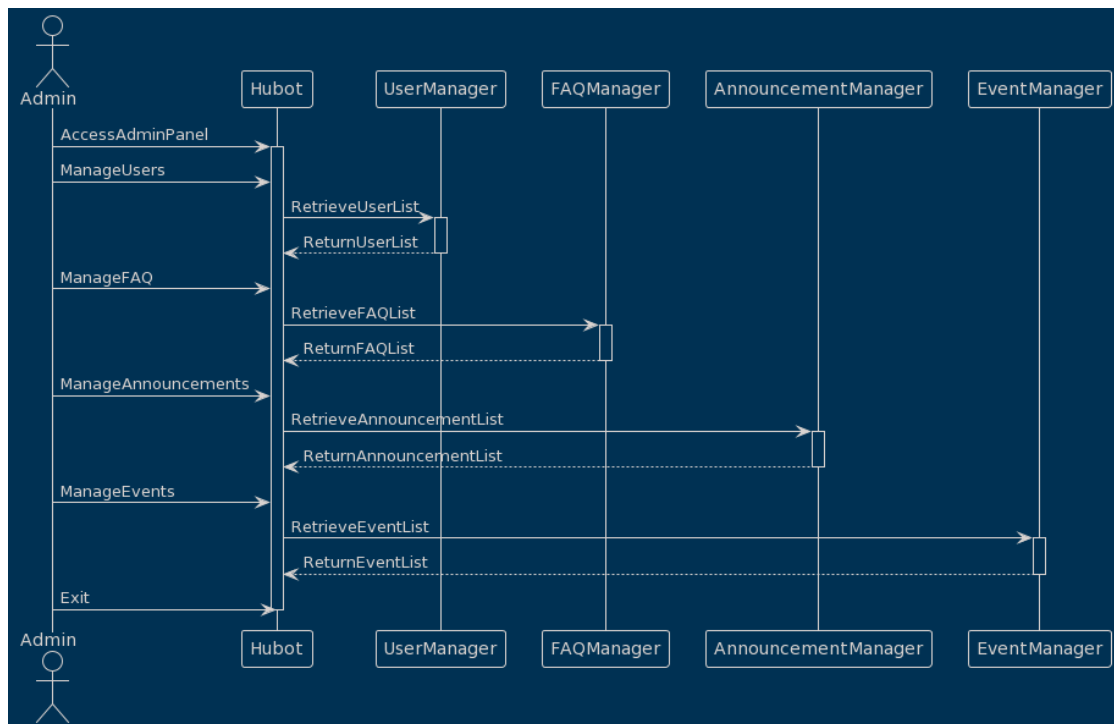 Admin
Hubot
UserManager
FAQManager
AnnouncementManager
EventManager
AccessAdminPanel
ManageUsers
RetrieveUserList
ReturnUserList
ManageFAQ
RetrieveFAQList
ReturnFAQList
ManageAnnouncements
RetrieveAnnouncementList
ReturnAnnouncementList
ManageEvents
RetrieveEventList
ReturnEventList
Exit
Admin
Hubot
UserManager
FAQManager
AnnouncementManager
EventManager